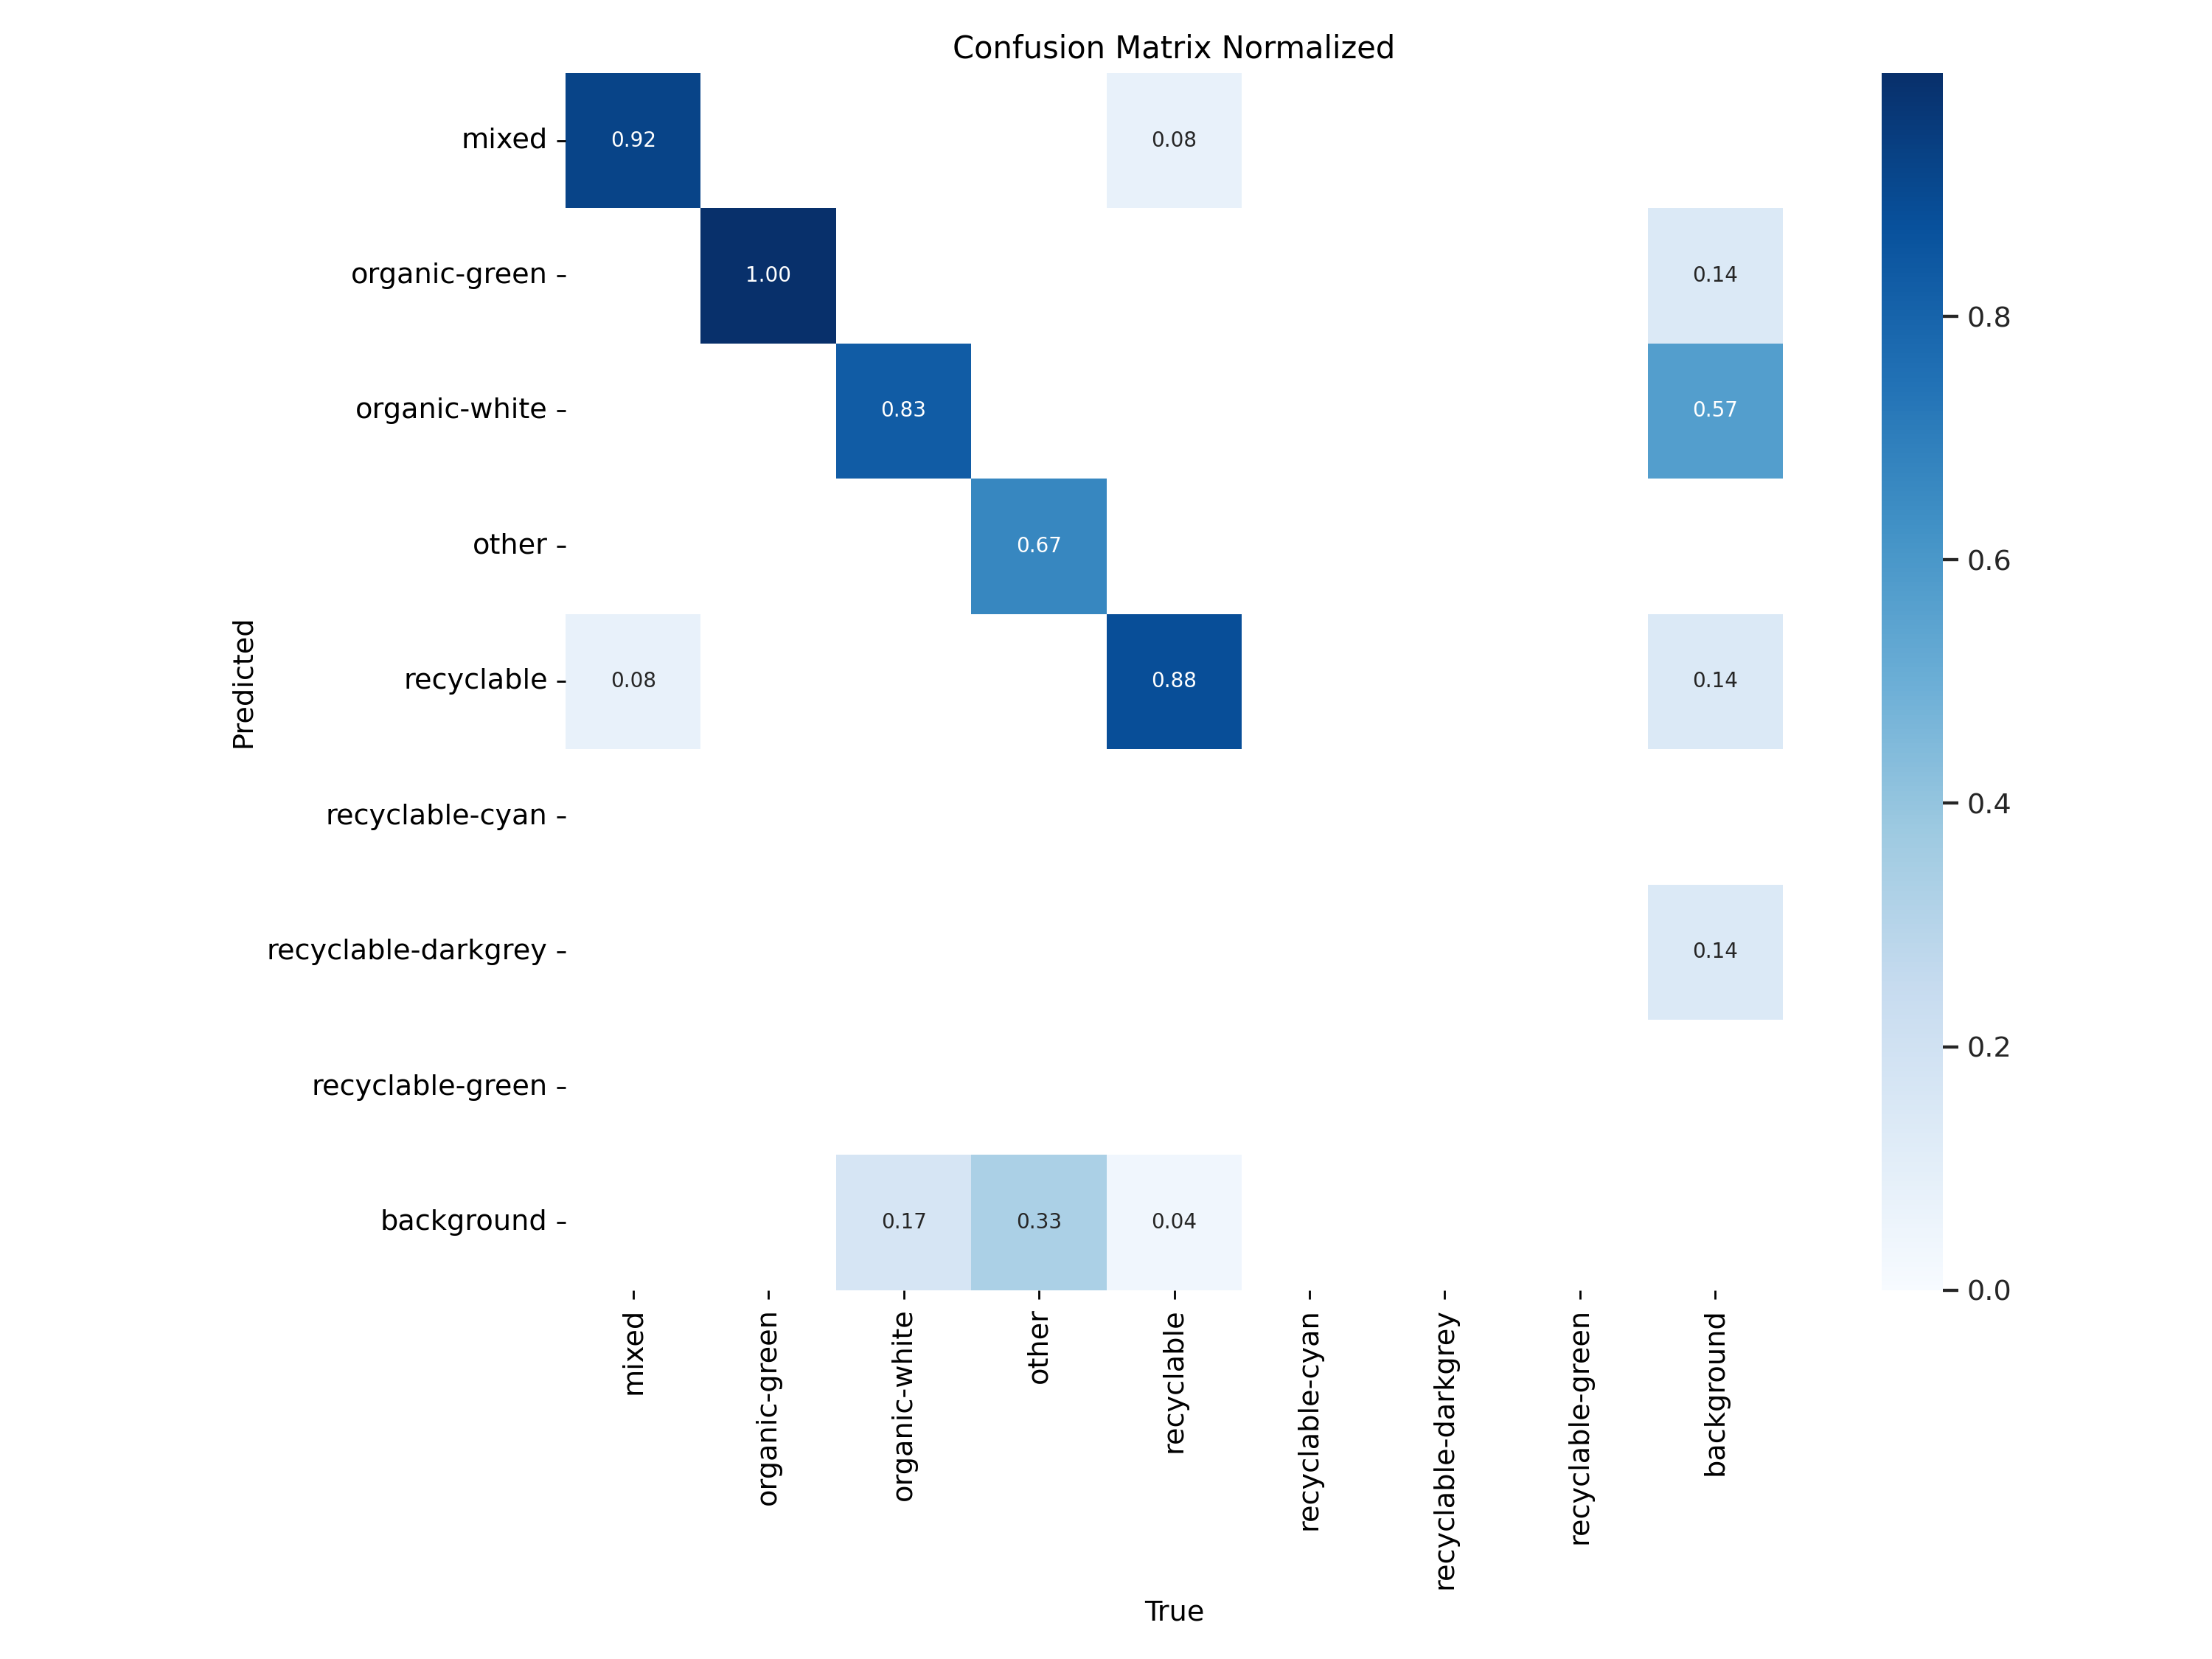 Confusion Matrix Normalized
mixed
0.92
0.08
organic-green
1.00
0.14
0.8
organic-white
0.83
0.57
other
0.67
0.6
Predicted
recyclable
0.08
0.88
0.14
recyclable-cyan
0.4
recyclable-darkgrey
0.14
0.2
recyclable-green
background
0.17
0.33
0.04
0.0
mixed
organic-green
organic-white
other
recyclable
recyclable-cyan
recyclable-darkgrey
recyclable-green
background
True